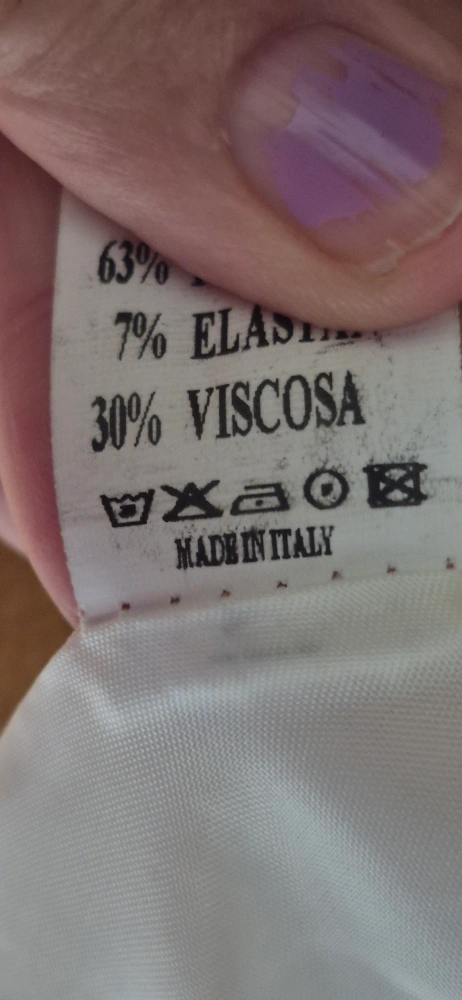 63%
7%
30% VISCOSA
MADE IN ITALY